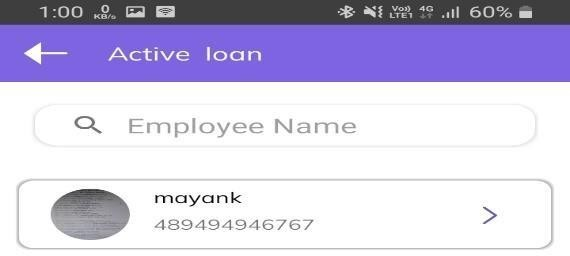 1:00 0 KB/s Vo)) LTE1 4G 60%
Active loan
Employee Name
mayank
489494946767